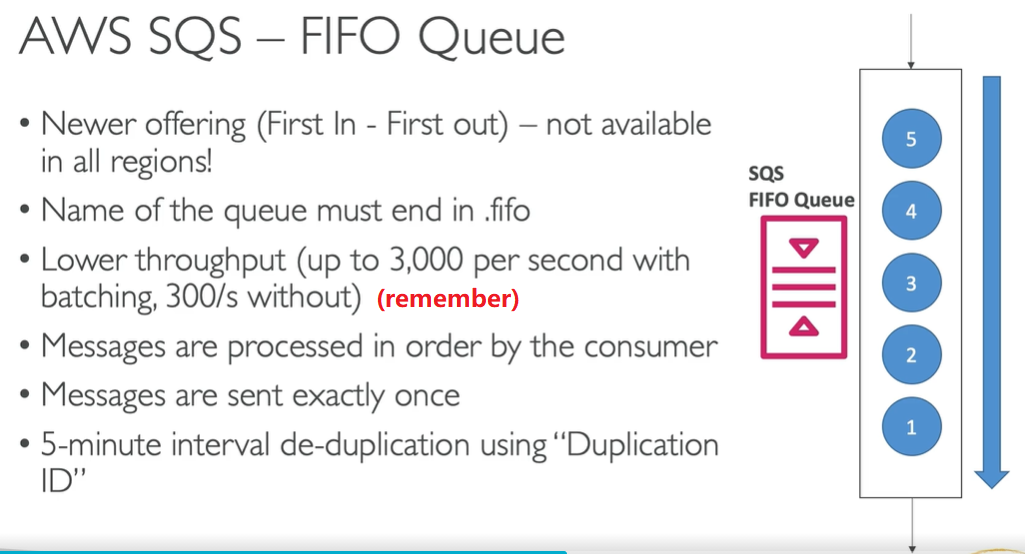 AWS SQS – FIFO Queue
• Newer offering (First In - First out) – not available
in all regions!
• Name of the queue must end in .fifo
• Lower throughput (up to 3,000 per second with
batching, 300/s without) (remember)
• Messages are processed in order by the consumer
• Messages are sent exactly once
• 5-minute interval de-duplication using “Duplication
ID”
SQS
FIFO Queue
5
4
3
2
1